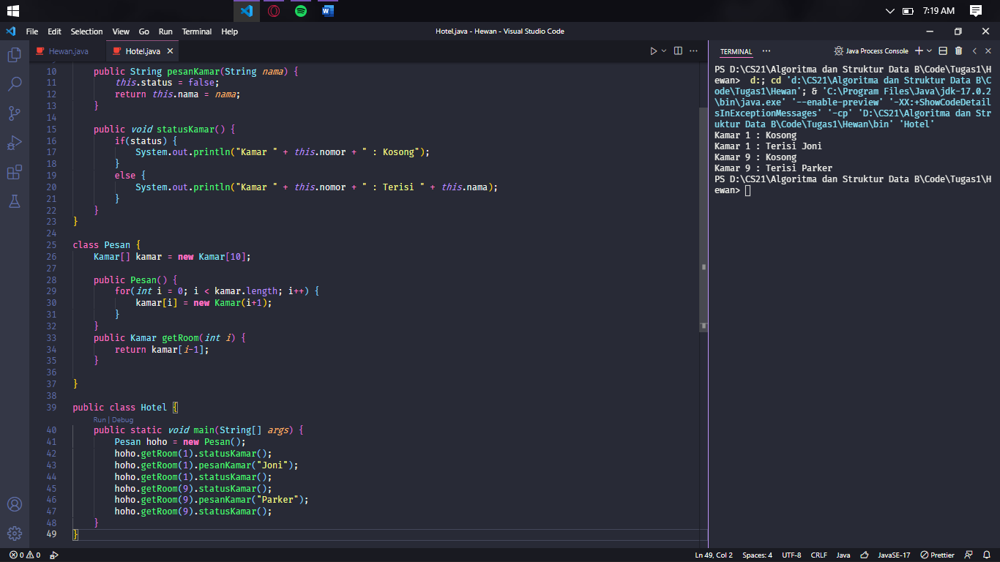 7:19 AM
File Edit Selection View Go Run Terminal Help
Hotel.java - Hewan - Visual Studio Code
Hewan.java
Hotel.java
10 public String pesanKamar(String nama) {
11 this.status = false;
12 return this.nama = nama;
13 }
14
15 public void statusKamar() {
16 if(status) {
17 System.out.println("Kamar " + this.nomor + " : Kosong");
18 }
19 else {
20 System.out.println("Kamar " + this.nomor + " : Terisi " + this.nama);
21 }
22 }
23 }
24
25 class Pesan {
26 Kamar[] kamar = new Kamar[10];
27
28 public Pesan() {
29 for(int i = 0; i < kamar.length; i++) {
30 kamar[i] = new Kamar(i+1);
31 }
32 }
33 public Kamar getRoom(int i) {
34 return kamar[i-1];
35 }
36
37 }
38
39 public class Hotel {
Run | Debug
40 public static void main(String[] args) {
41 Pesan hoho = new Pesan();
42 hoho.getRoom(1).statusKamar();
43 hoho.getRoom(1).pesanKamar("Joni");
44 hoho.getRoom(1).statusKamar();
45 hoho.getRoom(9).statusKamar();
46 hoho.getRoom(9).pesanKamar("Parker");
47 hoho.getRoom(9).statusKamar();
48 }
49 }
TERMINAL
Java Process Console
PS D:\CS21\Algoritma dan Struktur Data B\Code\Tugas1\H
ewan> d:; cd 'd:\CS21\Algoritma dan Struktur Data B\C
ode\Tugas1\Hewan'; & 'C:\Program Files\Java\jdk-17.0.2
\bin\java.exe' '--enable-preview' '-XX:+ShowCodeDetail
sInExceptionMessages' '-cp' 'D:\CS21\Algoritma dan Str
uktur Data B\Code\Tugas1\Hewan\bin' 'Hotel'
Kamar 1 : Kosong
Kamar 1 : Terisi Joni
Kamar 9 : Kosong
Kamar 9 : Terisi Parker
PS D:\CS21\Algoritma dan Struktur Data B\Code\Tugas1\H
ewan>
0 0
Ln 49, Col 2 Spaces: 4 UTF-8 CRLF Java JavaSE-17 Prettier